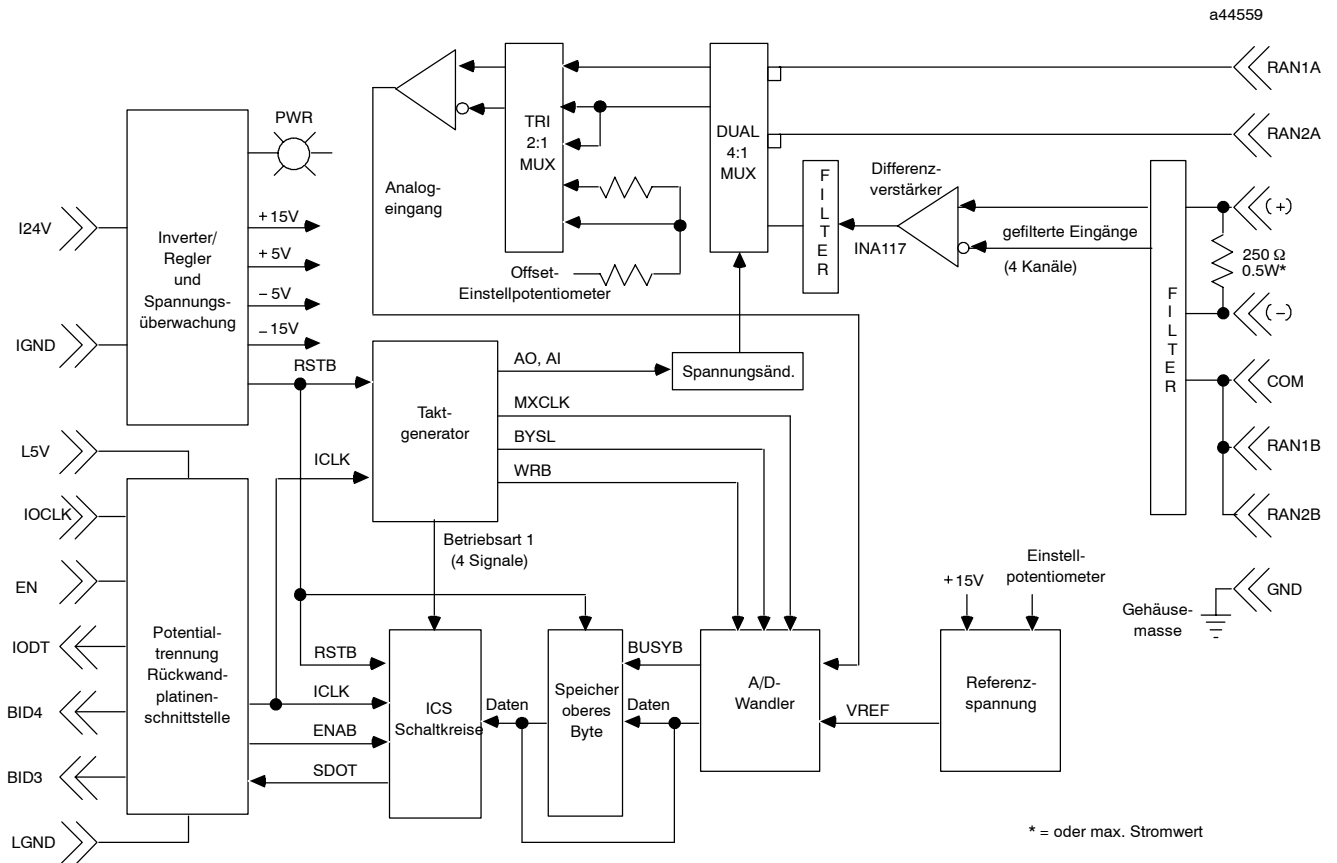 a44559
RAN1A
RAN2A
PWR
TRI
2:1
MUX
DUAL
4:1
MUX
FILTER
Differenz-
verstärker
(+)
Analog-
eingang
I24V
+15V
Inverter/
Regler
und
Spannungs-
überwachung
+5V
−5V
−15V
INA117
gefilterte Eingänge
(4 Kanäle)
250 Ω
0.5W*
Offset-
Einstellpotentiometer
FILTER
(−)
IGND
RSTB
AO, AI
Spannungsänd.
COM
Takt-
generator
MXCLK
BYSL
WRB
L5V
ICLK
RAN1B
IOCLK
RAN2B
Betriebsart 1
(4 Signale)
Einstell-
potentiometer
+15V
EN
GND
Gehäuse-
masse
IODT
Potential-
trennung
Rückwand-
platinen-
schnittstelle
RSTB
BUSYB
ICLK
ICS
Schaltkreise
Daten
Speicher
oberes
Byte
Daten
A/D-
Wandler
VREF
Referenz-
spannung
BID4
ENAB
BID3
SDOT
LGND
* = oder max. Stromwert